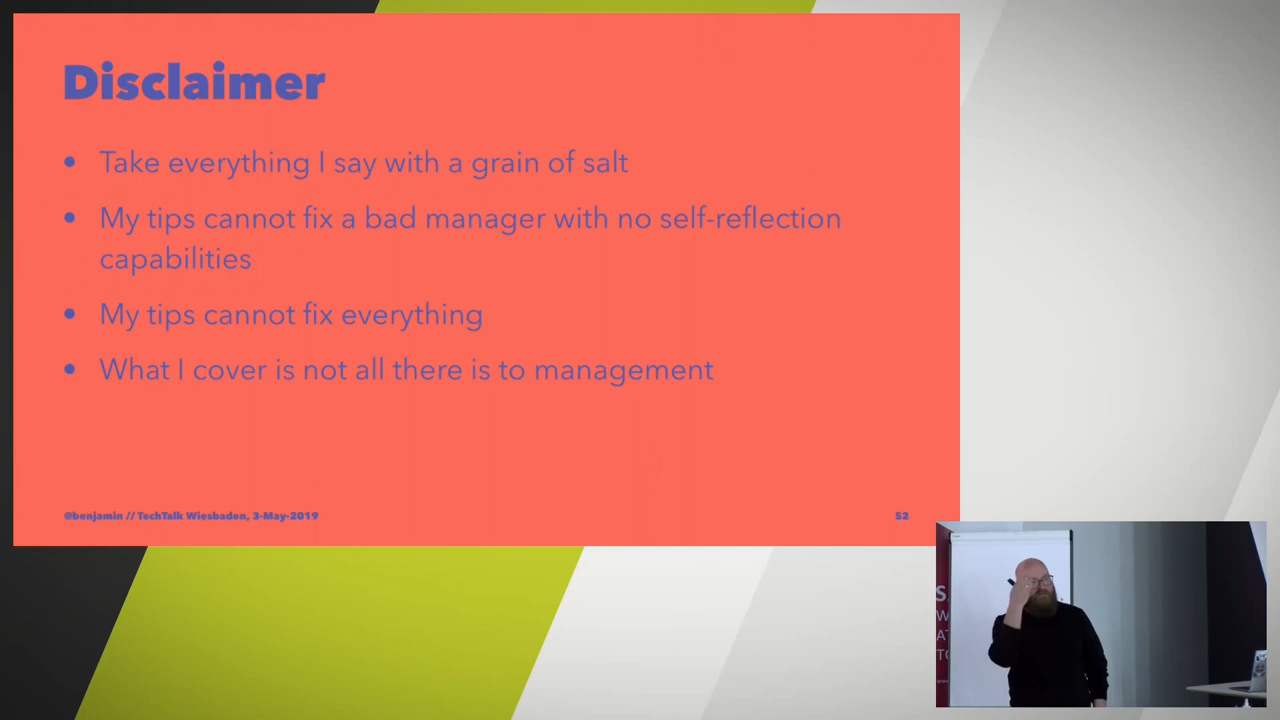 Disclaimer
• Take everything I say with a grain of salt
• My tips cannot fix a bad manager with no self-reflection
capabilities
• My tips cannot fix everything
• What I cover is not all there is to management
@benjamin // TechTalk Wiesbaden, 3-May-2019
52